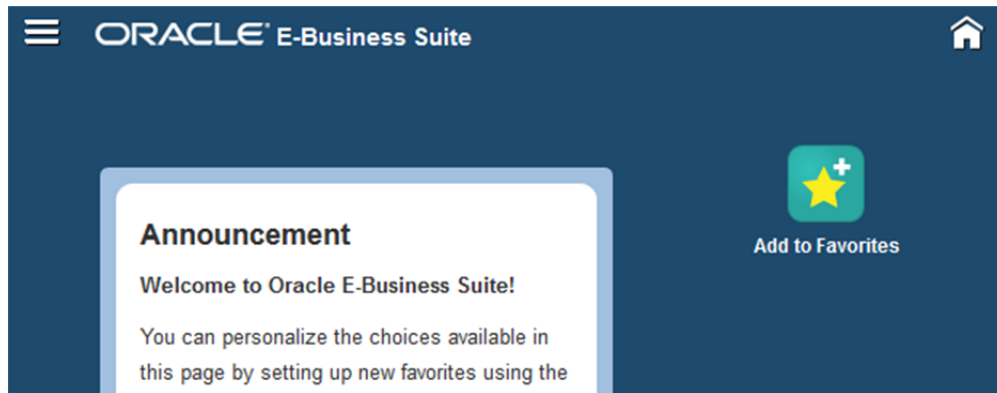 ORACLE® E-Business Suite
Announcement
Add to Favorites
Welcome to Oracle E-Business Suite!
You can personalize the choices available in
this page by setting up new favorites using the